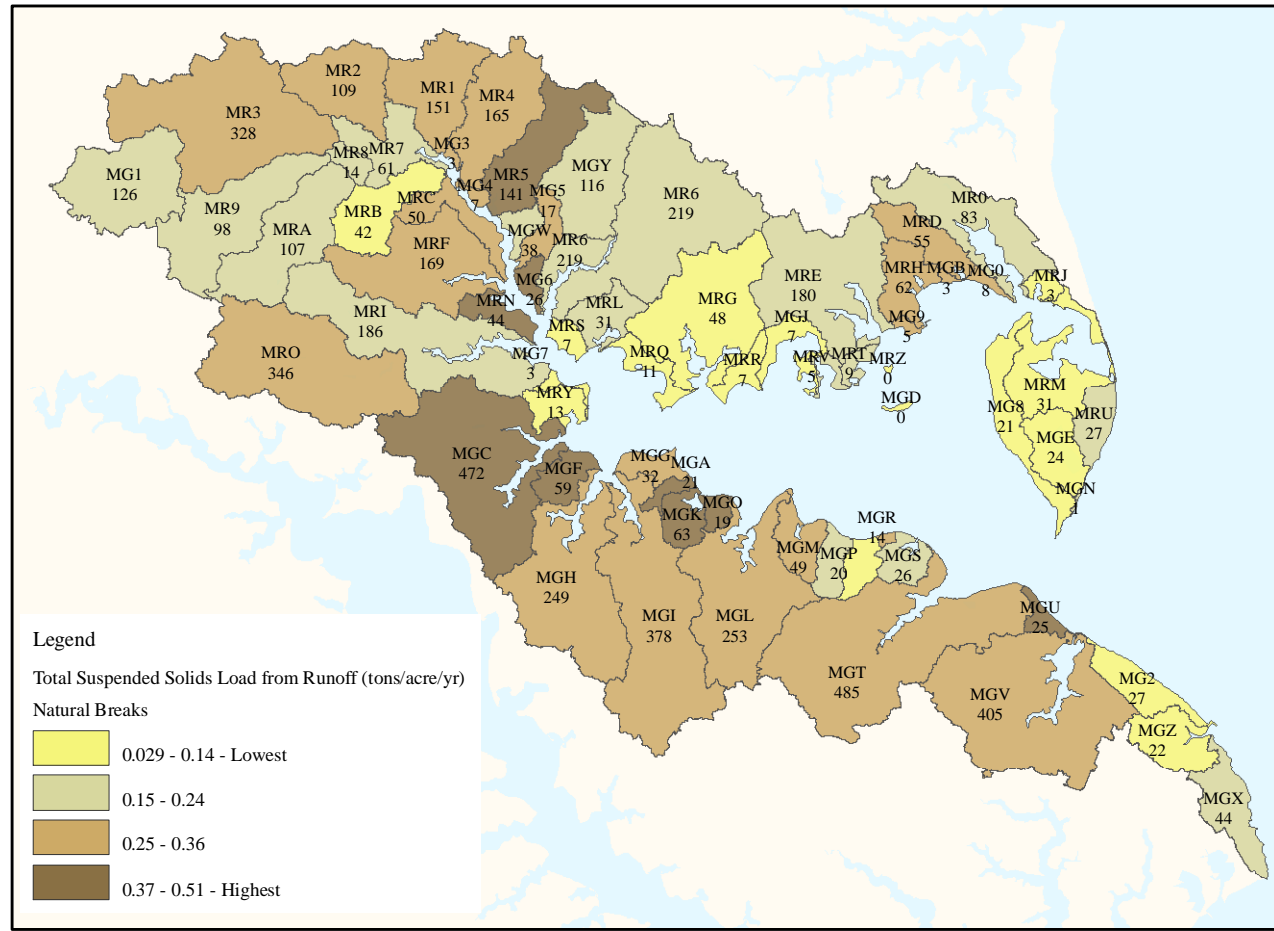 MR2
109
MR1
151
MR4
165
MR3
328
MG3
3
MR8
14
MR7
61
MG1
126
MR5
141
MG4
7
MG5
17
MGY
116
MR6
219
MR0
83
MR9
98
MRA
107
MRB
42
MRC
50
MRF
169
MGW
38
MR6
219
MRD
55
MRH
62
MGB
3
MG0
8
MRJ
3
MG6
26
MRE
180
MRI
186
MRN
44
MRL
31
MRG
48
MGJ
7
MG9
5
MRO
346
MRS
7
MG7
3
MRQ
11
MRR
7
MRV
5
MRT
9
MRZ
0
MGD
0
MRY
13
MRM
31
MG8
21
MRU
27
MGE
24
MGN
1
MGC
472
MGF
59
MGG
32
MGA
21
MGK
63
MGO
19
MGM
49
MGP
20
MGR
14
MGS
26
MGH
249
MGI
378
MGL
253
MGT
485
MGU
25
MGV
405
MG2
27
MGZ
22
MGX
44
Legend
Total Suspended Solids Load from Runoff (tons/acre/yr)
Natural Breaks
0.029 - 0.14 - Lowest
0.15 - 0.24
0.25 - 0.36
0.37 - 0.51 - Highest